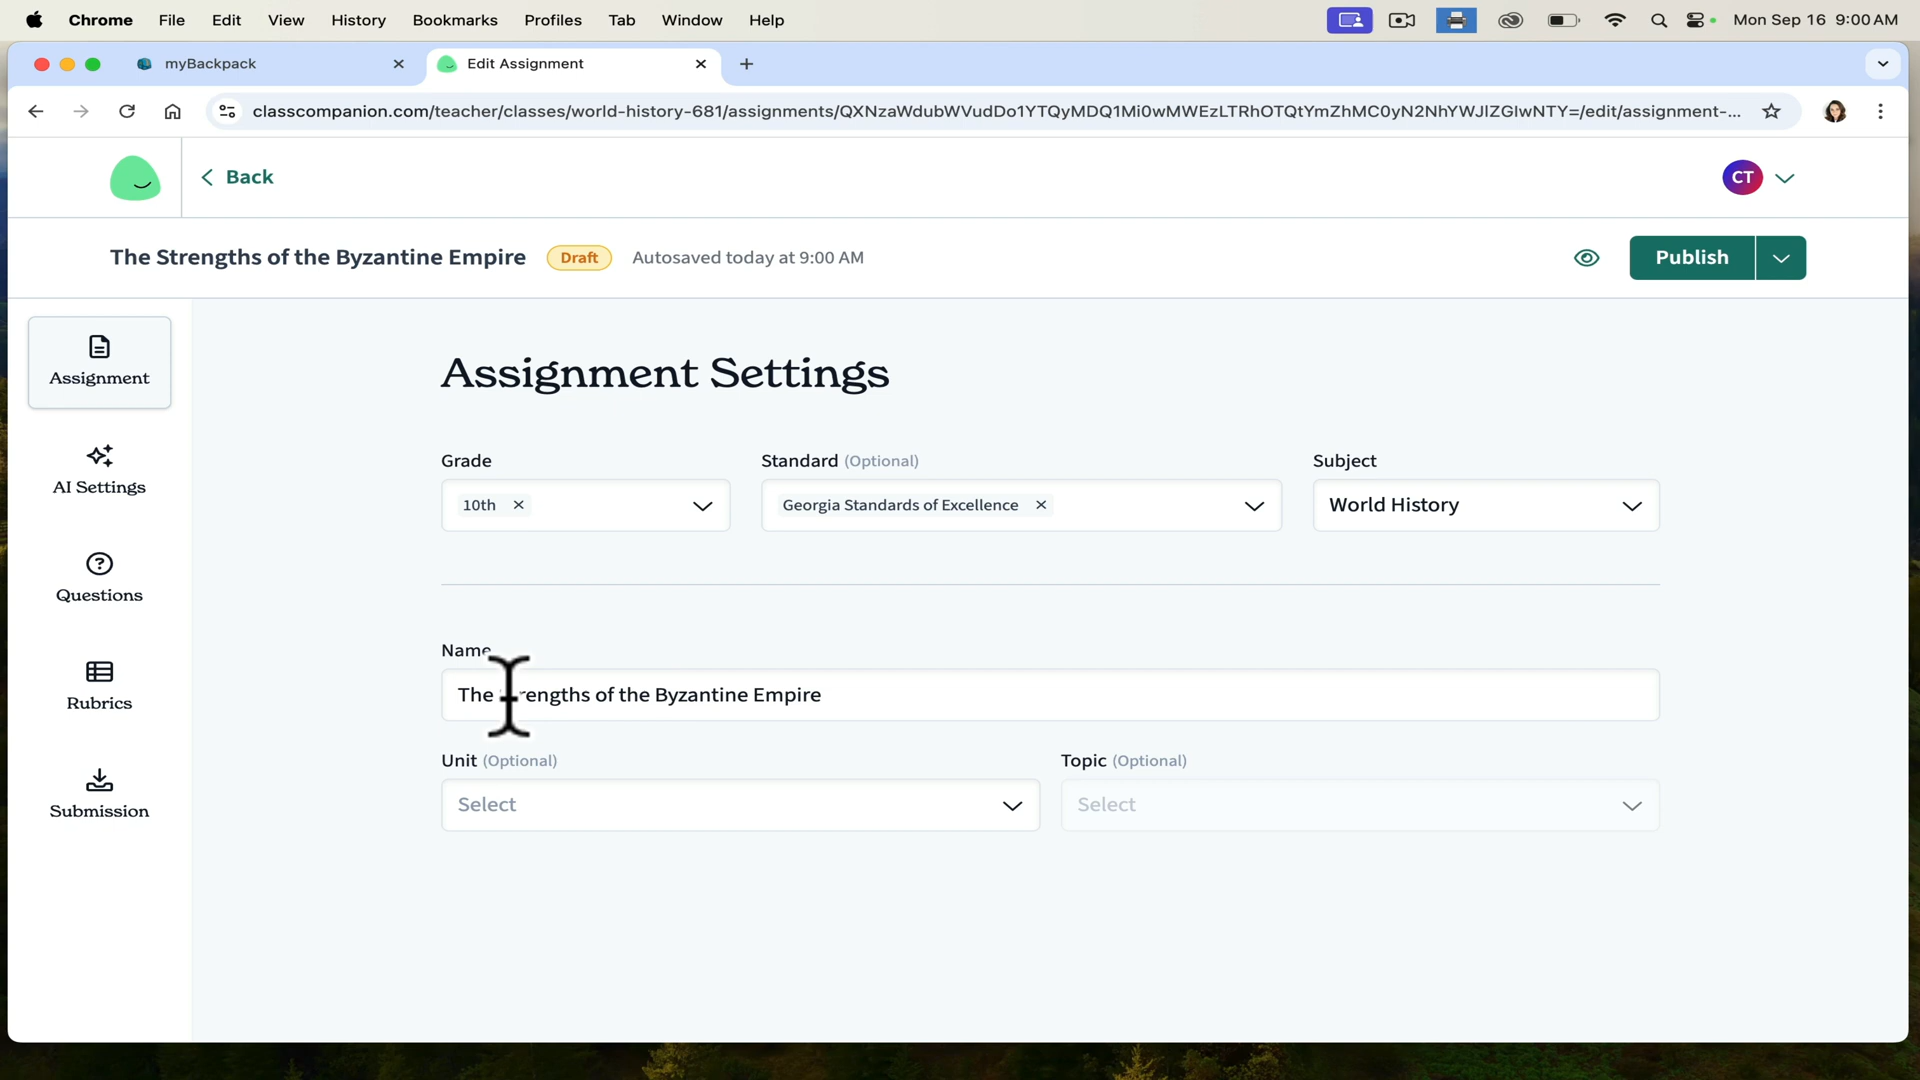 Chrome File Edit View History Bookmarks Profiles Tab Window Help Mon Sep 16 9:00 AM
myBackpack Edit Assignment
classcompanion.com/teacher/classes/world-history-681/assignments/QXNzaWdubWVudDo1YTQyMDQ1Mi0wMWEzLTRhOTQtYmZhMC0yN2NhYWJlZGIwNTY=/edit/assignment-...
Back CT
The Strengths of the Byzantine Empire Draft Autosaved today at 9:00 AM Publish
Assignment
AI Settings
Questions
Rubrics
Submission
Assignment Settings
Grade Standard (Optional) Subject
10th Georgia Standards of Excellence World History
Name
The Strengths of the Byzantine Empire
Unit (Optional) Topic (Optional)
Select Select